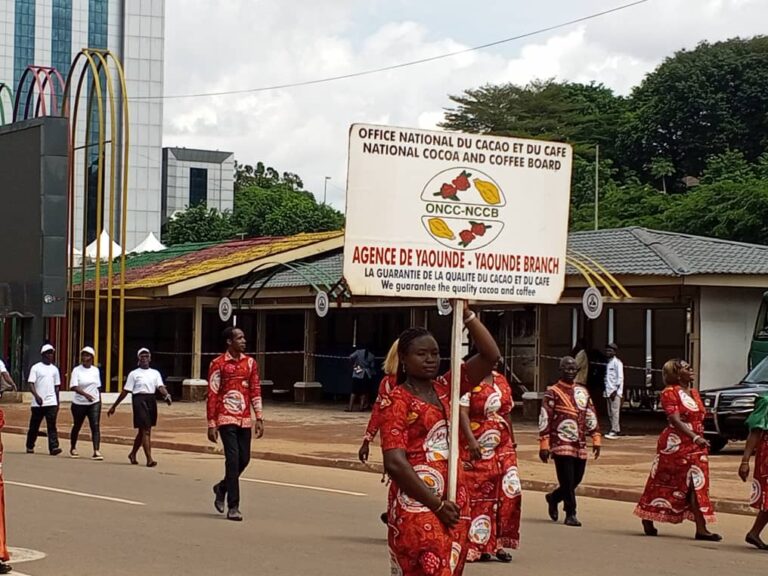 OFFICE NATIONAL DU CACAO ET DU CAFE
NATIONAL COCOA AND COFFEE BOARD
ONCC-NCCB
AGENCE DE YAOUNDE - YAOUNDE BRANCH
LA GUARANTIE DE LA QUALITE DU CACAO ET DU CAFE
We guarantee the quality cocoa and coffee